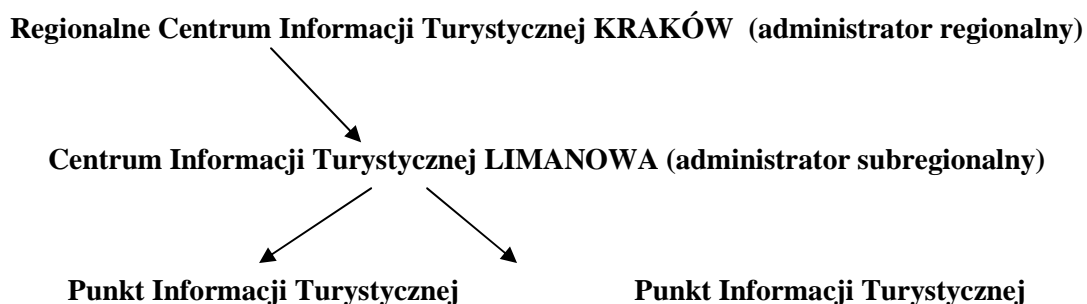 Regionalne Centrum Informacji Turystycznej KRAKÓW (administrator regionalny)
Centrum Informacji Turystycznej LIMANOWA (administrator subregionalny)
Punkt Informacji Turystycznej Punkt Informacji Turystycznej